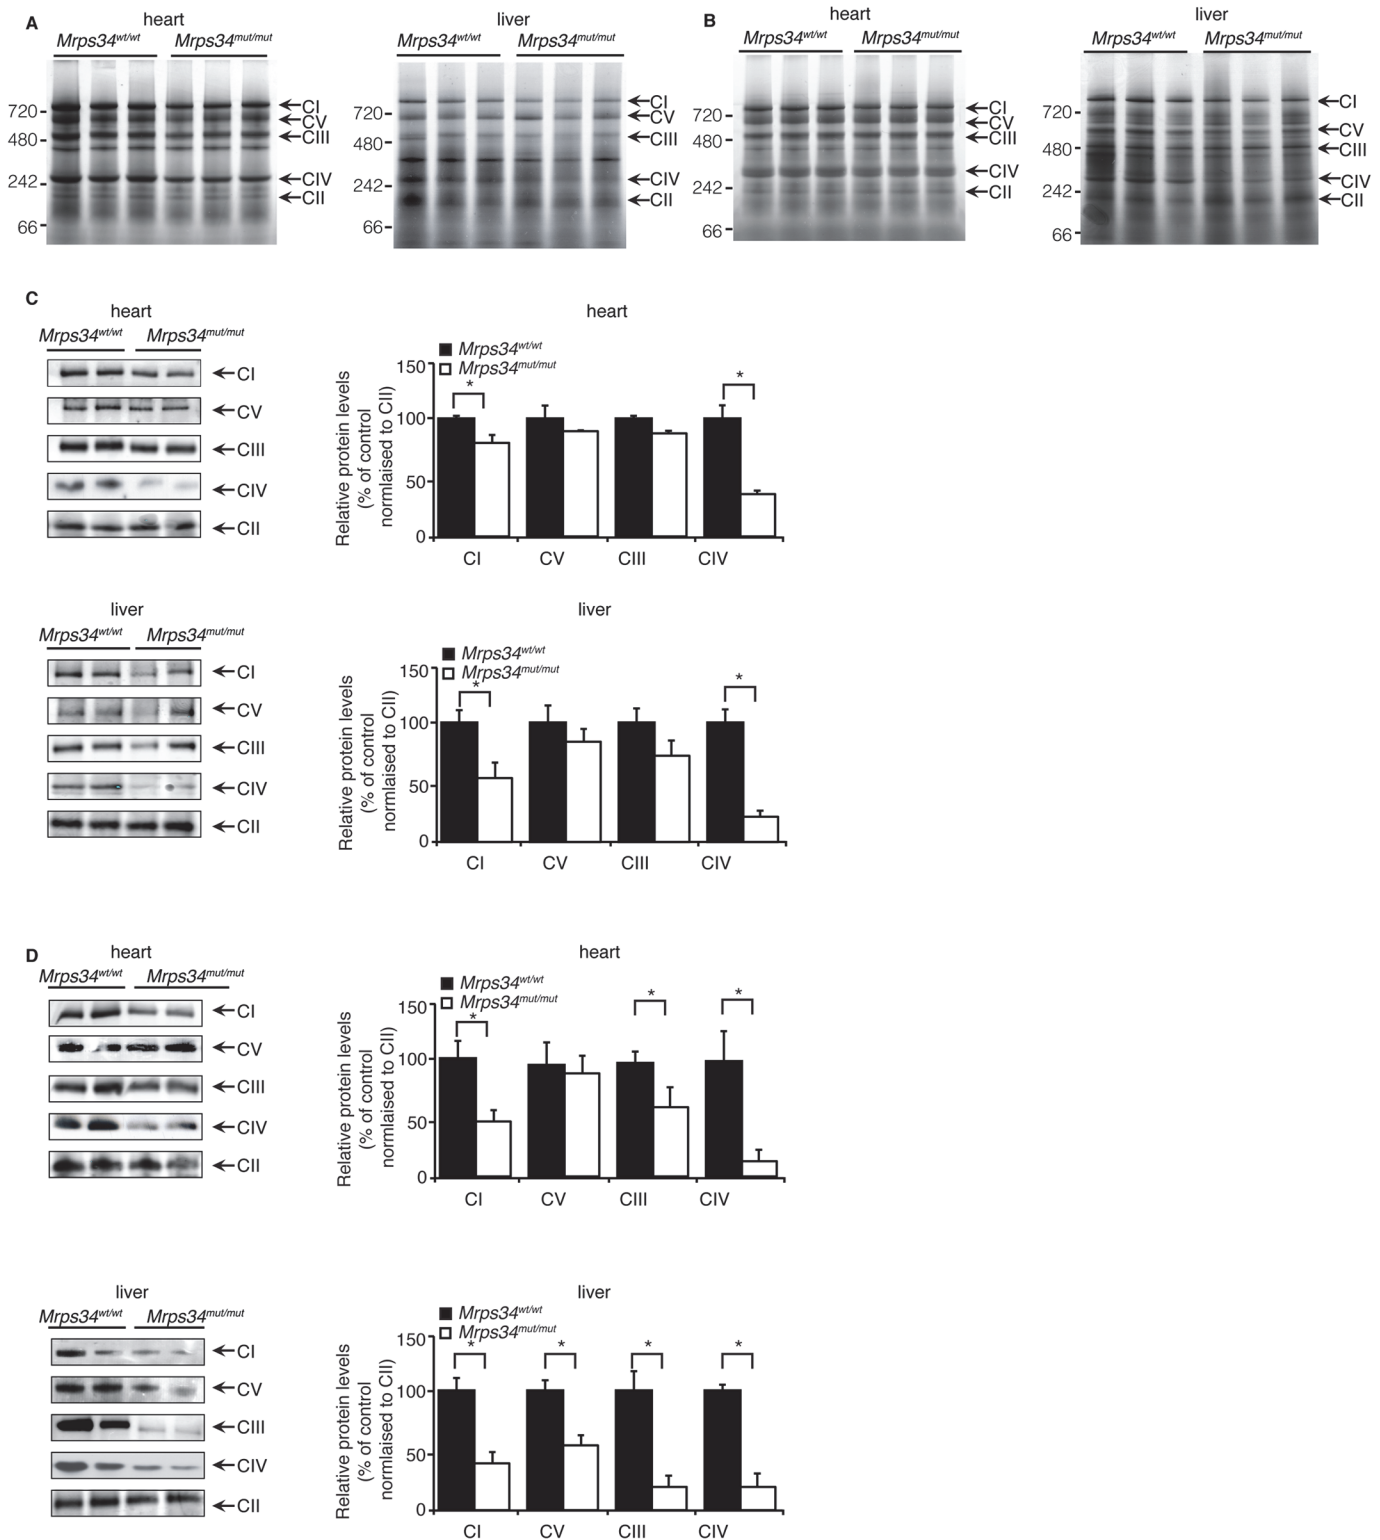 A
heart
Mrps34wt/wt Mrps34mut/mut
720
480
242
66
CI
CV
CIII
CIV
CII
liver
Mrps34wt/wt Mrps34mut/mut
720
480
242
66
CI
CV
CIII
CIV
CII
B
heart
Mrps34wt/wt Mrps34mut/mut
720
480
242
66
CI
CV
CIII
CIV
CII
liver
Mrps34wt/wt Mrps34mut/mut
720
480
242
66
CI
CV
CIII
CIV
CII
C
heart
Mrps34wt/wt Mrps34mut/mut
CI
CV
CIII
CIV
CII
heart
Mrps34wt/wt
Mrps34mut/mut
Relative protein levels
(% of control
normlaised to CII)
150
100
50
0
* *
CI CV CIII CIV
liver
Mrps34wt/wt Mrps34mut/mut
CI
CV
CIII
CIV
CII
liver
Mrps34wt/wt
Mrps34mut/mut
Relative protein levels
(% of control
normlaised to CII)
150
100
50
0
* *
CI CV CIII CIV
D
heart
Mrps34wt/wt Mrps34mut/mut
CI
CV
CIII
CIV
CII
heart
Mrps34wt/wt
Mrps34mut/mut
Relative protein levels
(% of control
normlaised to CII)
150
100
50
0
* * *
CI CV CIII CIV
liver
Mrps34wt/wt Mrps34mut/mut
CI
CV
CIII
CIV
CII
liver
Mrps34wt/wt
Mrps34mut/mut
Relative protein levels
(% of control
normlaised to CII)
150
100
50
0
* * * *
CI CV CIII CIV